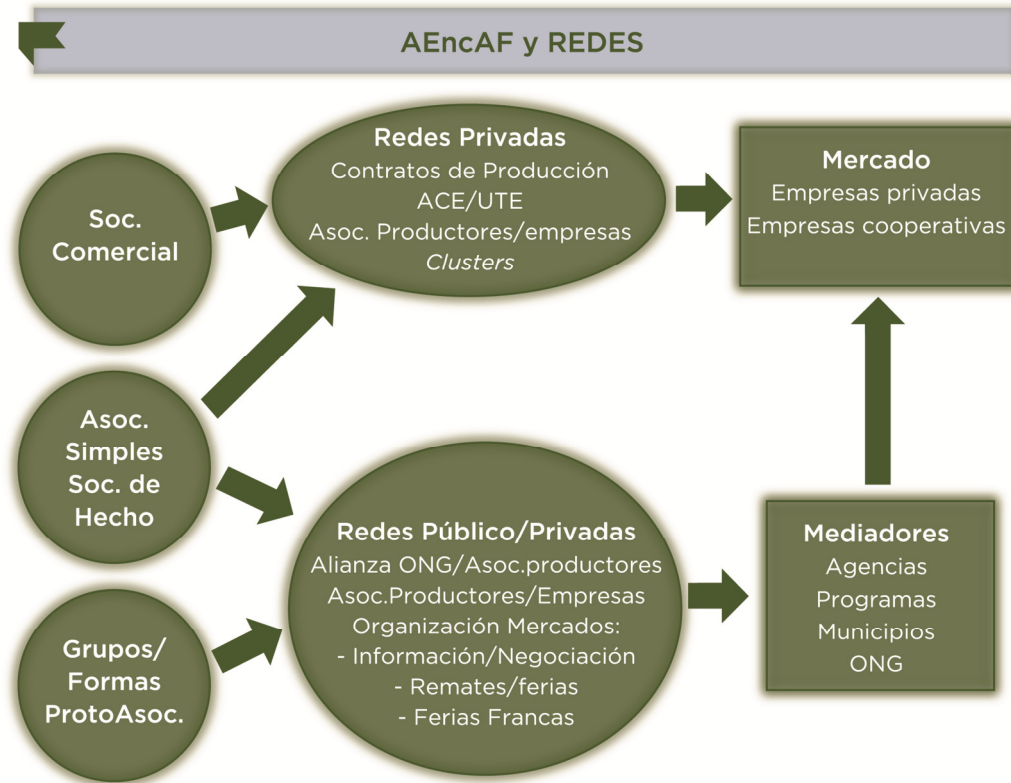 AEncAF y REDES
Soc.
Comercial
Redes Privadas
Contratos de Producción
ACE/UTE
Asoc. Productores/empresas
Clusters
Mercado
Empresas privadas
Empresas cooperativas
Asoc.
Simples
Soc. de
Hecho
Grupos/
Formas
ProtoAsoc.
Redes Público/Privadas
Alianza ONG/Asoc.productores
Asoc.Productores/Empresas
Organización Mercados:
- Información/Negociación
- Remates/ferias
- Ferias Francas
Mediadores
Agencias
Programas
Municipios
ONG